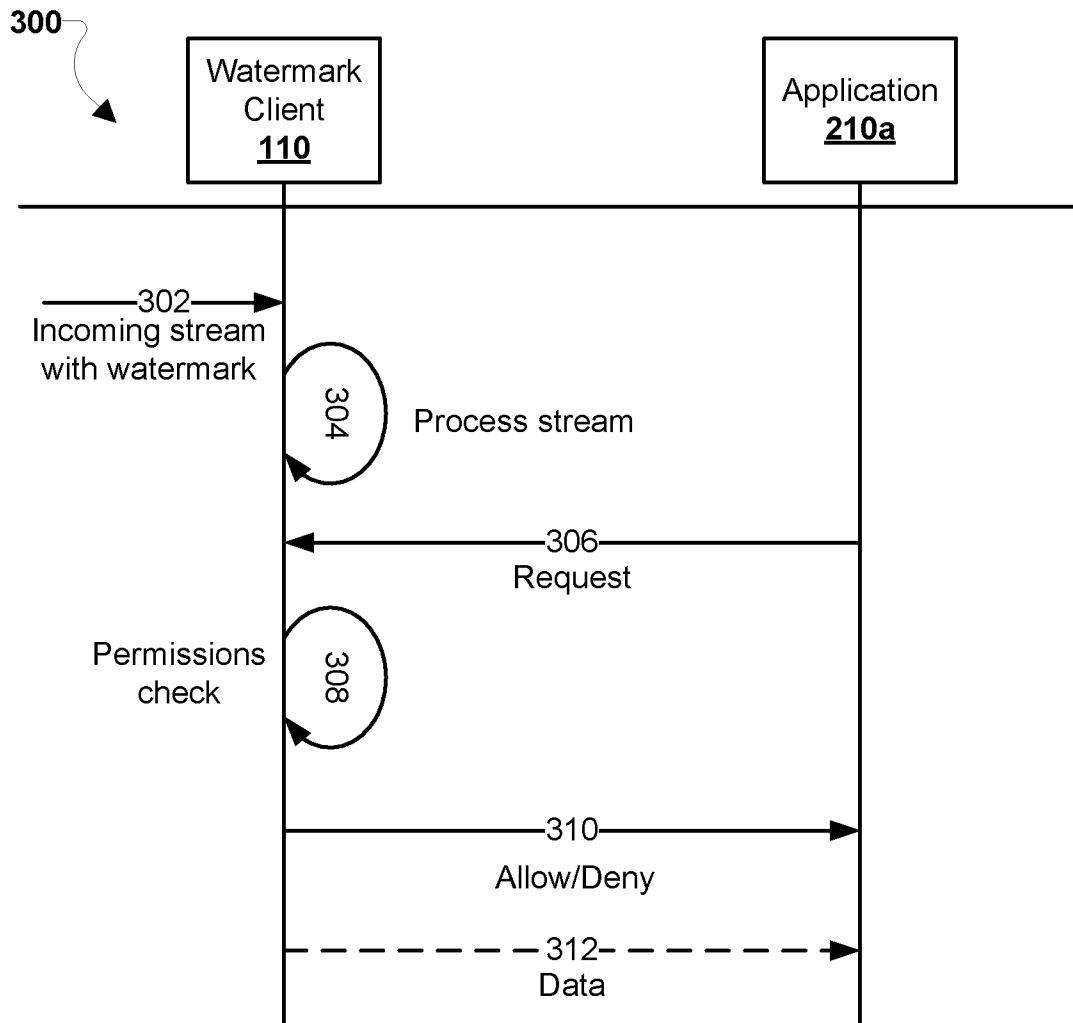 300
Watermark
Client
110
Application
210a
302
Incoming stream
with watermark
304
Process stream
306
Request
Permissions
check
308
310
Allow/Deny
312
Data